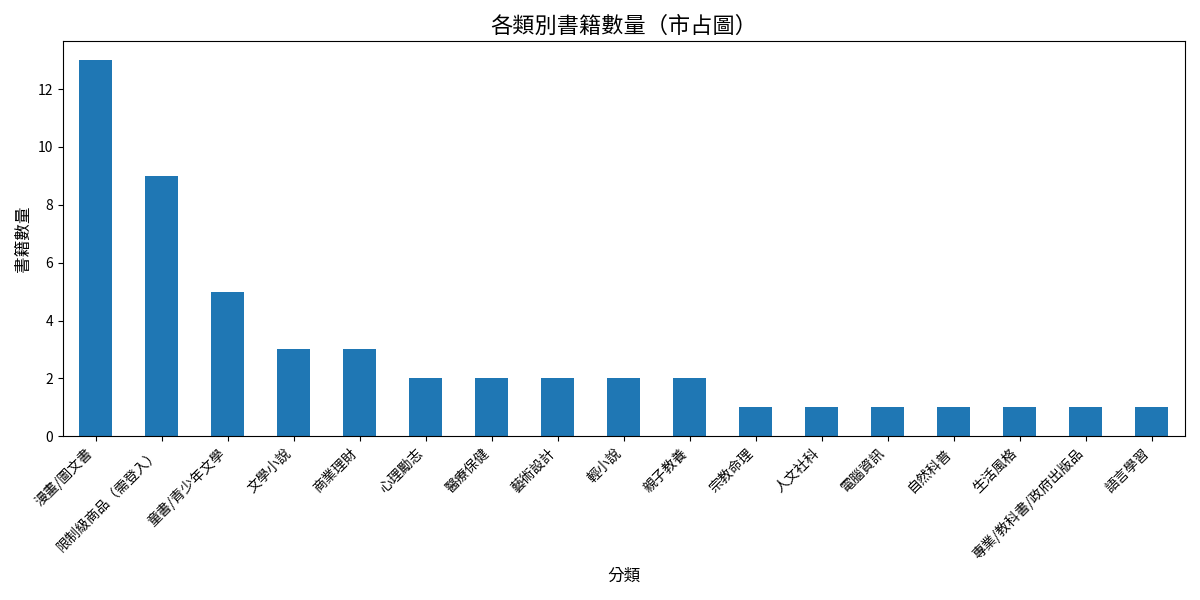 各類別書籍數量（市占圖）
書籍數量
12
10
8
6
4
2
0
漫畫/圖文書
限制級商品（需登入）
童書/青少年文學
文學小說
商業理財
心理勵志
醫療保健
藝術設計
輕小說
親子教養
宗教命理
人文社科
電腦資訊
自然科普
生活風格
專業/教科書/政府出版品
語言學習
分類